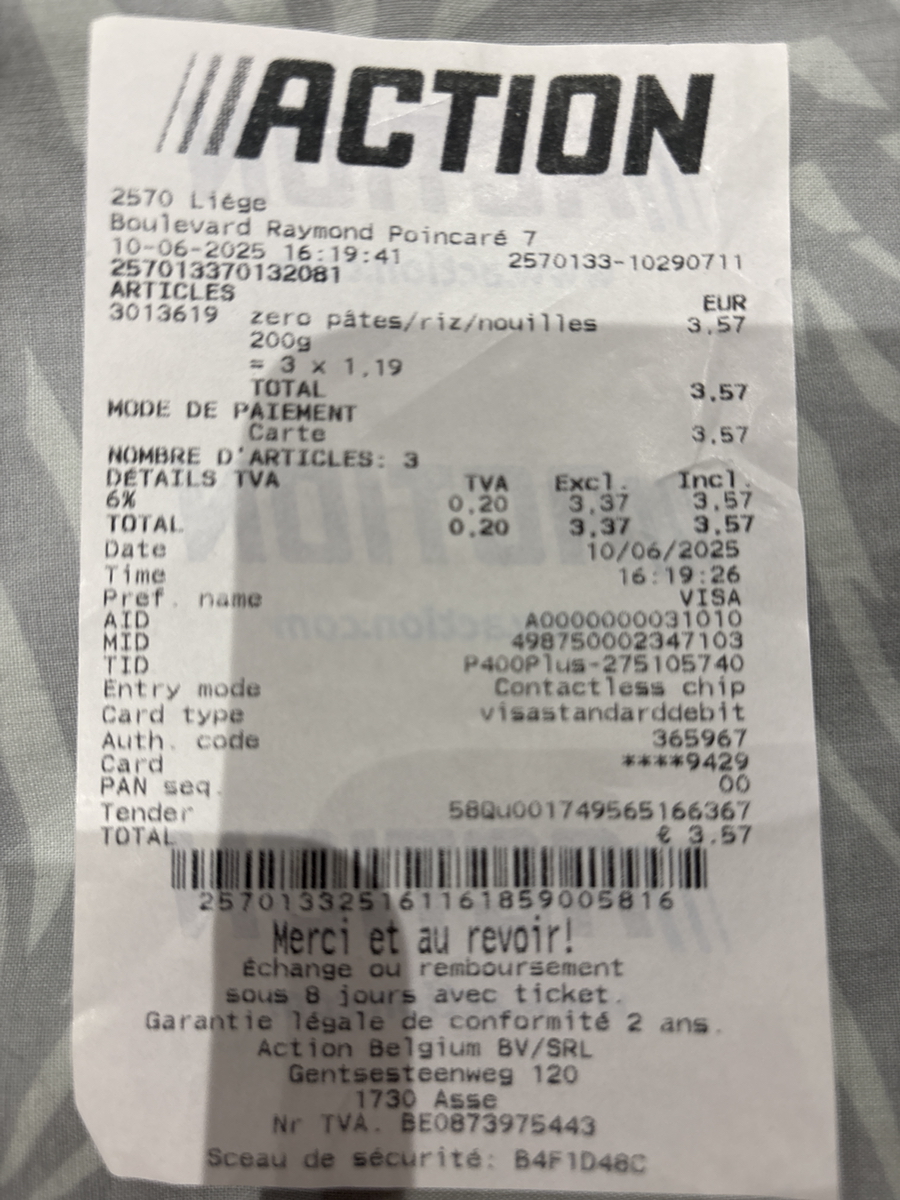 ACTION
2570 Liége
Boulevard Raymond Poincaré 7
10-06-2025 16:19:41 2570133-10290711
257013370132081
ARTICLES EUR
3013619 zero pâtes/riz/nouilles 3,57
200g
= 3 x 1,19
TOTAL 3,57
MODE DE PAIEMENT
Carte 3,57
NOMBRE D'ARTICLES: 3
DÉTAILS TVA TVA Excl. Incl.
6% 0,20 3,37 3,57
TOTAL 0,20 3,37 3,57
Date 10/06/2025
Time 16:19:26
Pref. name VISA
AID A0000000031010
MID 498750002347103
TID P400Plus-275105740
Entry mode Contactless chip
Card type visastandarddebit
Auth. code 365967
Card ****9429
PAN seq. 00
Tender 58Qu001749565166367
TOTAL € 3.57
2570133251611618590058​16
Merci et au revoir!
Échange ou remboursement
sous 8 jours avec ticket.
Garantie légale de conformité 2 ans.
Action Belgium BV/SRL
Gentsesteenweg 120
1730 Asse
Nr TVA. BE0873975443
Sceau de sécurité: B4F1D48C